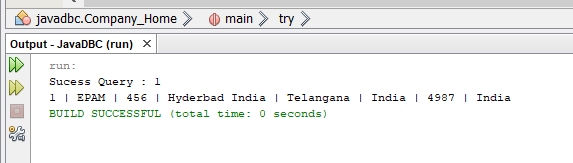 javadbc.Company_Home main try
Output - JavaDBC (run) ×
run:
Sucess Query : 1
1 | EPAM | 456 | Hyderbad India | Telangana | India | 4987 | India
BUILD SUCCESSFUL (total time: 0 seconds)